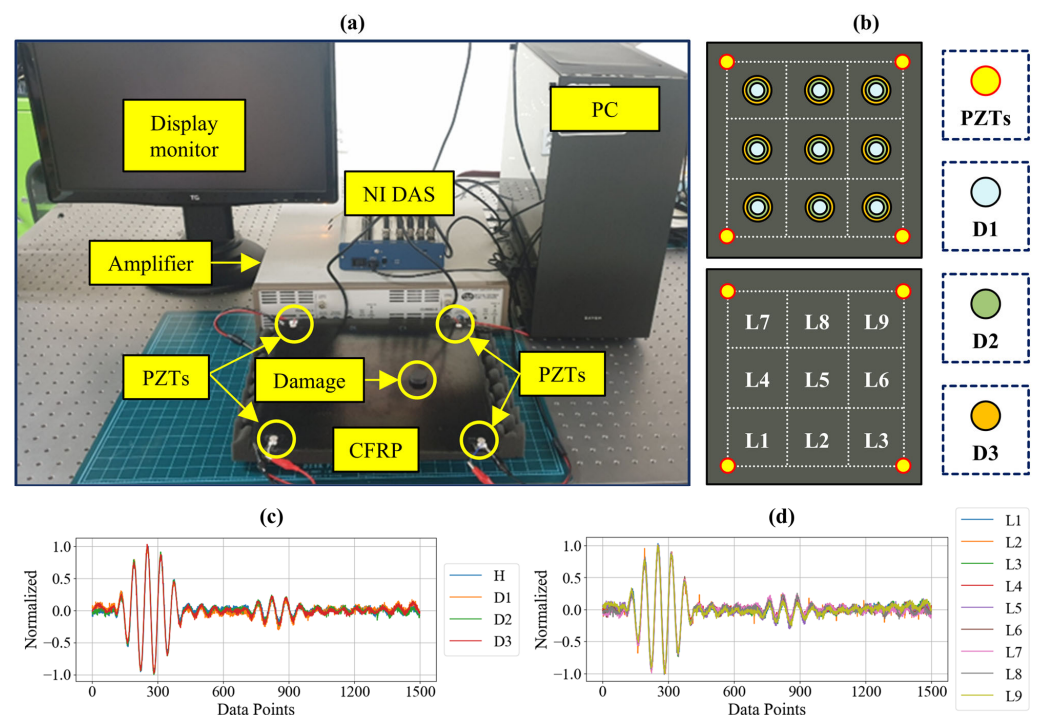 (a)
(b)
Display
monitor
PC
NI DAS
Amplifier
TG
PZTs
Damage
PZTs
CFRP
PZTs
D1
D2
D3
L7 L8 L9
L4 L5 L6
L1 L2 L3
(c)
(d)
Normalized
1.0
0.5
0.0
−0.5
−1.0
0 300 600 900 1200 1500
Data Points
H
D1
D2
D3
Normalized
1.0
0.5
0.0
−0.5
−1.0
0 300 600 900 1200 1500
Data Points
L1
L2
L3
L4
L5
L6
L7
L8
L9